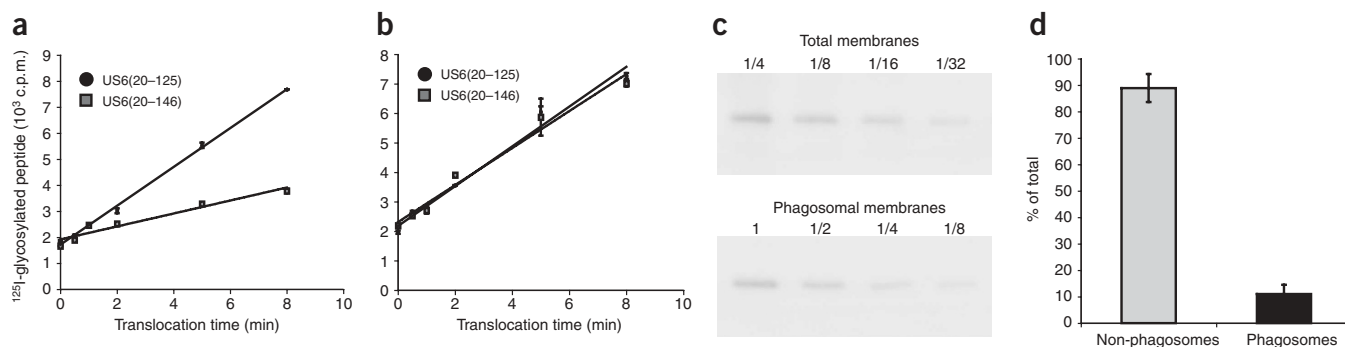 a
¹²⁵I-glycosylated peptide (10³ c.p.m.)
9
8
7
6
5
4
3
2
1
0
US6(20–125)
US6(20–146)
0 2 4 6 8 10
Translocation time (min)
b
8
7
6
5
4
3
2
1
0
US6(20–125)
US6(20–146)
0 2 4 6 8 10
Translocation time (min)
c
Total membranes
1/4 1/8 1/16 1/32
Phagosomal membranes
1 1/2 1/4 1/8
d
% of total
100
90
80
70
60
50
40
30
20
10
0
Non-phagosomes Phagosomes